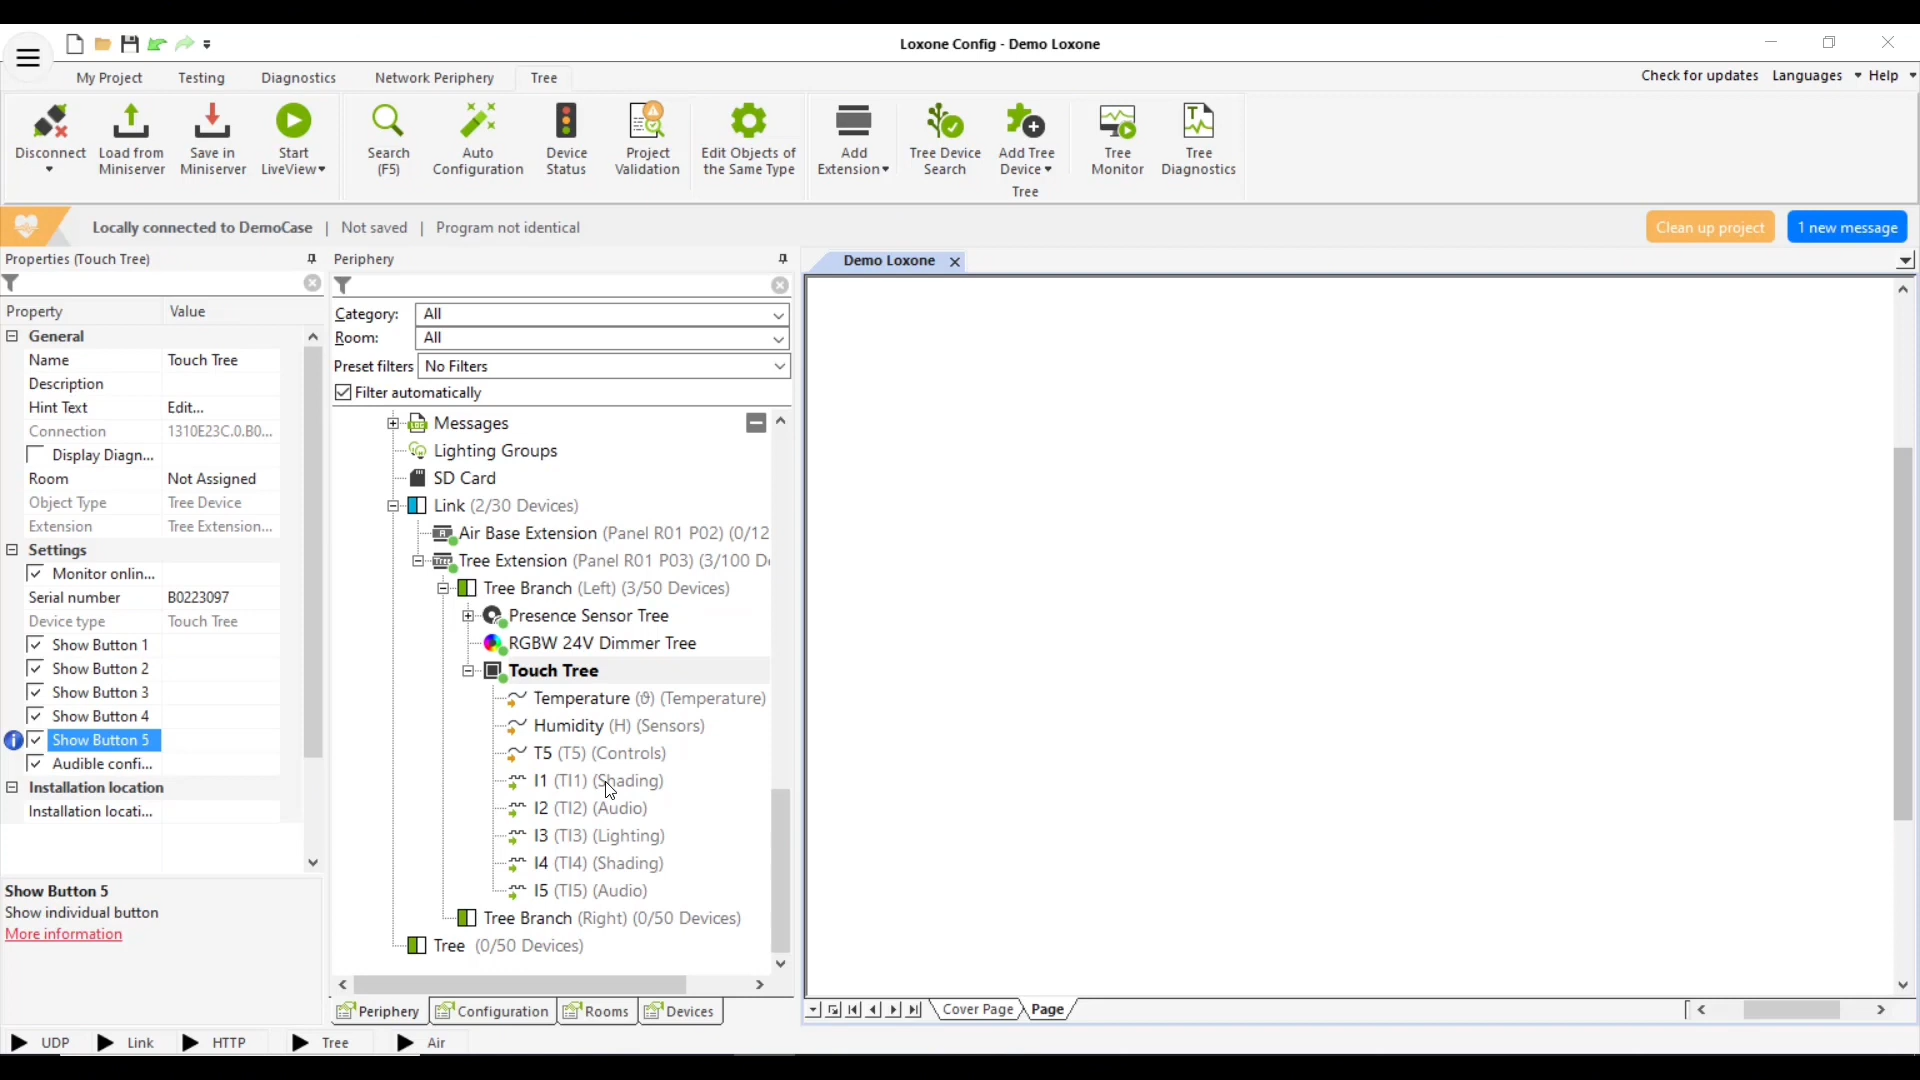 Loxone Config - Demo Loxone
My Project Testing Diagnostics Network Periphery Tree
Check for updates Languages Help
Disconnect
Load from Miniserver
Save in Miniserver
Start LiveView
Search (F5)
Auto Configuration
Device Status
Project Validation
Edit Objects of the Same Type
Add Extension
Tree Device Search
Add Tree Device
Tree Monitor
Tree Diagnostics
Tree
Locally connected to DemoCase | Not saved | Program not identical
Clean up project
1 new message
Properties (Touch Tree)
Property Value
General
Name Touch Tree
Description
Hint Text Edit...
Connection 1310E23C.0.B0...
Display Diagn...
Room Not Assigned
Object Type Tree Device
Extension Tree Extension...
Settings
Monitor onlin...
Serial number B0223097
Device type Touch Tree
Show Button 1
Show Button 2
Show Button 3
Show Button 4
Show Button 5
Audible confi...
Installation location
Installation locati...
Show Button 5
Show individual button
More information
Periphery
Category: All
Room: All
Preset filters No Filters
Filter automatically
Messages
Lighting Groups
SD Card
Link (2/30 Devices)
Air Base Extension (Panel R01 P02) (0/12
Tree Extension (Panel R01 P03) (3/100 D
Tree Branch (Left) (3/50 Devices)
Presence Sensor Tree
RGBW 24V Dimmer Tree
Touch Tree
Temperature (ϑ) (Temperature)
Humidity (H) (Sensors)
T5 (T5) (Controls)
I1 (TI1) (Shading)
I2 (TI2) (Audio)
I3 (TI3) (Lighting)
I4 (TI4) (Shading)
I5 (TI5) (Audio)
Tree Branch (Right) (0/50 Devices)
Tree (0/50 Devices)
Periphery Configuration Rooms Devices
Demo Loxone
Cover Page Page
UDP Link HTTP Tree Air